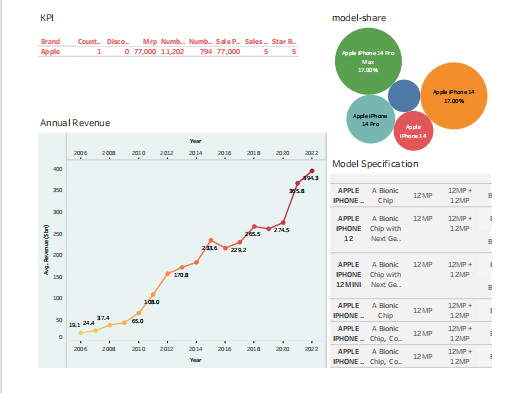 KPI
Brand Count.. Disco.. Mrp Numb.. Numb.. Sale P.. Sales .. Star R..
Apple 1 0 77,000 11,202 794 77,000 5 5
model-share
Apple iPhone 14 Pro
Max
17.00%
Apple iPhone 14
17.00%
Apple iPhone
14 Pro
Apple
iPhone 14
Annual Revenue
Year
2006 2008 2010 2012 2014 2016 2018 2020 2022
Avg. Revenue ($bn)
400
350
300
250
200
150
100
50
0
394.3
365.8
274.5
265.5
229.2
233.6
170.8
108.0
65.0
37.4
24.4
19.1
2006 2008 2010 2012 2014 2016 2018 2020 2022
Year
Model Specification
APPLE IPHONE .. A Bionic Chip 12MP 12MP + 12MP
APPLE IPHONE 12 A Bionic Chip with Next Ge.. 12MP 12MP + 12MP
APPLE IPHONE 12 MINI A Bionic Chip with Next Ge.. 12MP 12MP + 12MP
APPLE IPHONE .. A Bionic Chip 12MP 12MP + 12MP
APPLE IPHONE .. A Bionic Chip, Co.. 12MP 12MP + 12MP
APPLE IPHONE .. A Bionic Chip, Co.. 12MP 12MP + 12MP